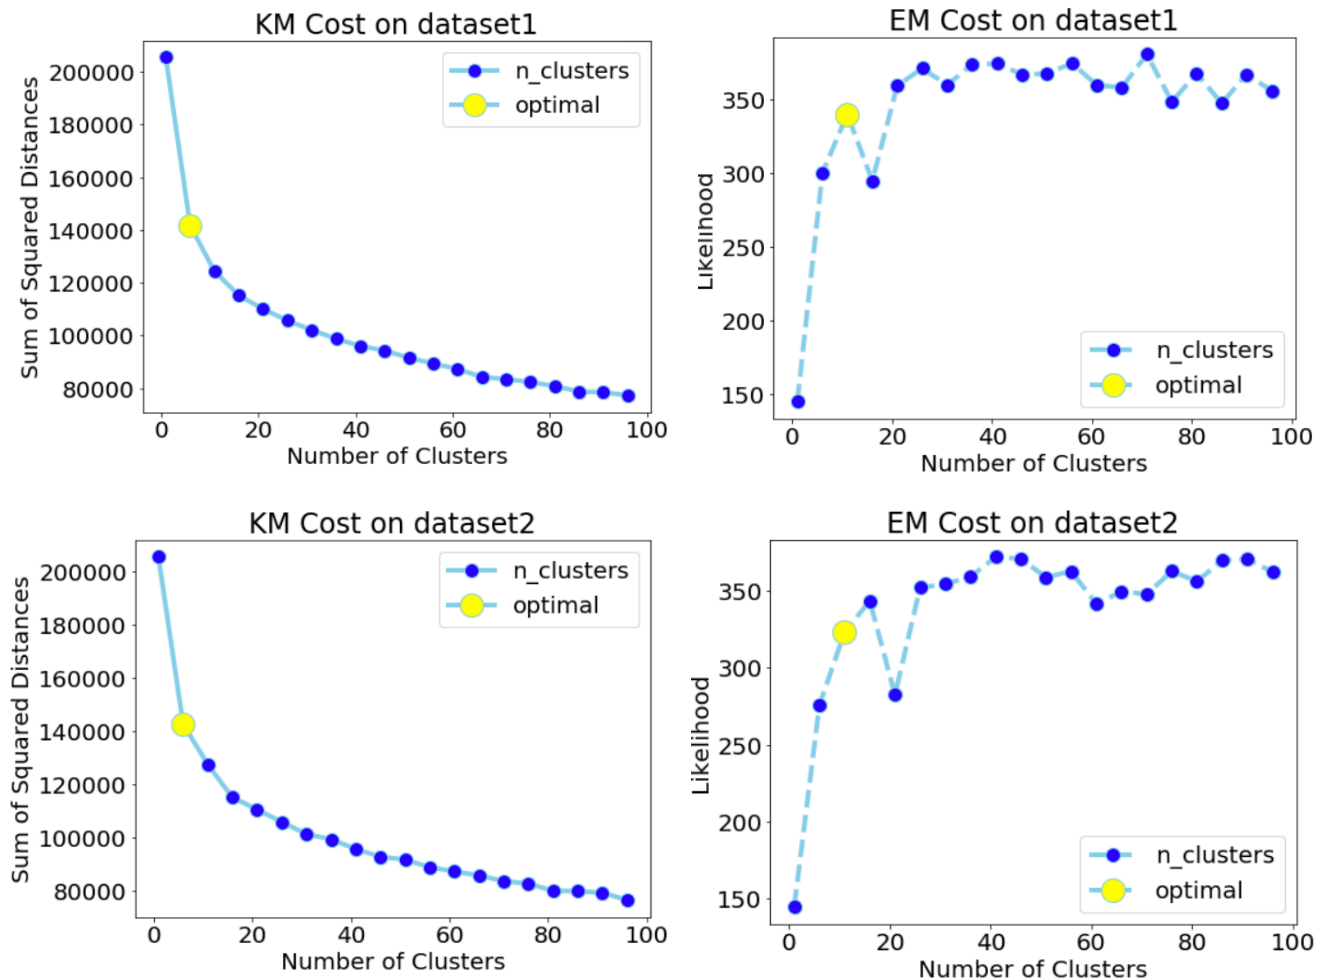 KM Cost on dataset1
200000
180000
160000
140000
120000
100000
80000
Sum of Squared Distances
n_clusters
optimal
0 20 40 60 80 100
Number of Clusters
EM Cost on dataset1
350
300
250
200
150
Likelihood
n_clusters
optimal
0 20 40 60 80 100
Number of Clusters
KM Cost on dataset2
200000
180000
160000
140000
120000
100000
80000
Sum of Squared Distances
n_clusters
optimal
0 20 40 60 80 100
Number of Clusters
EM Cost on dataset2
350
300
250
200
150
Likelihood
n_clusters
optimal
0 20 40 60 80 100
Number of Clusters